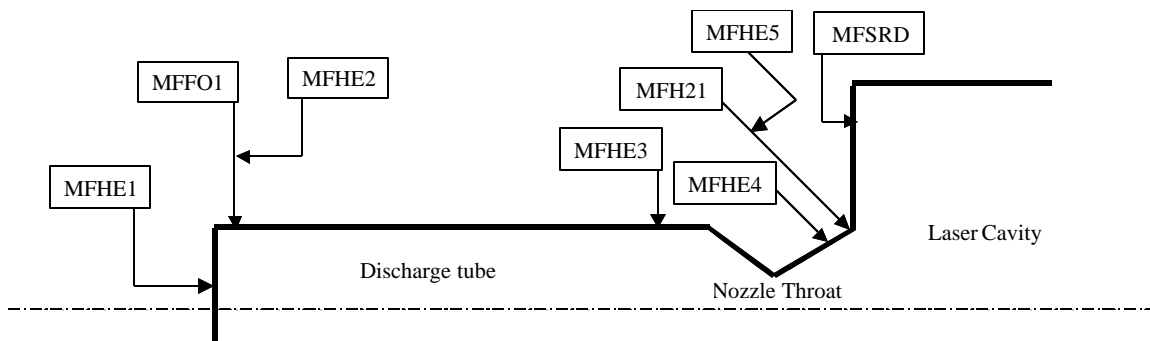 MFHE5
MFSRD
MFFO1
MFHE2
MFH21
MFHE3
MFHE1
MFHE4
Laser Cavity
Discharge tube
Nozzle Throat